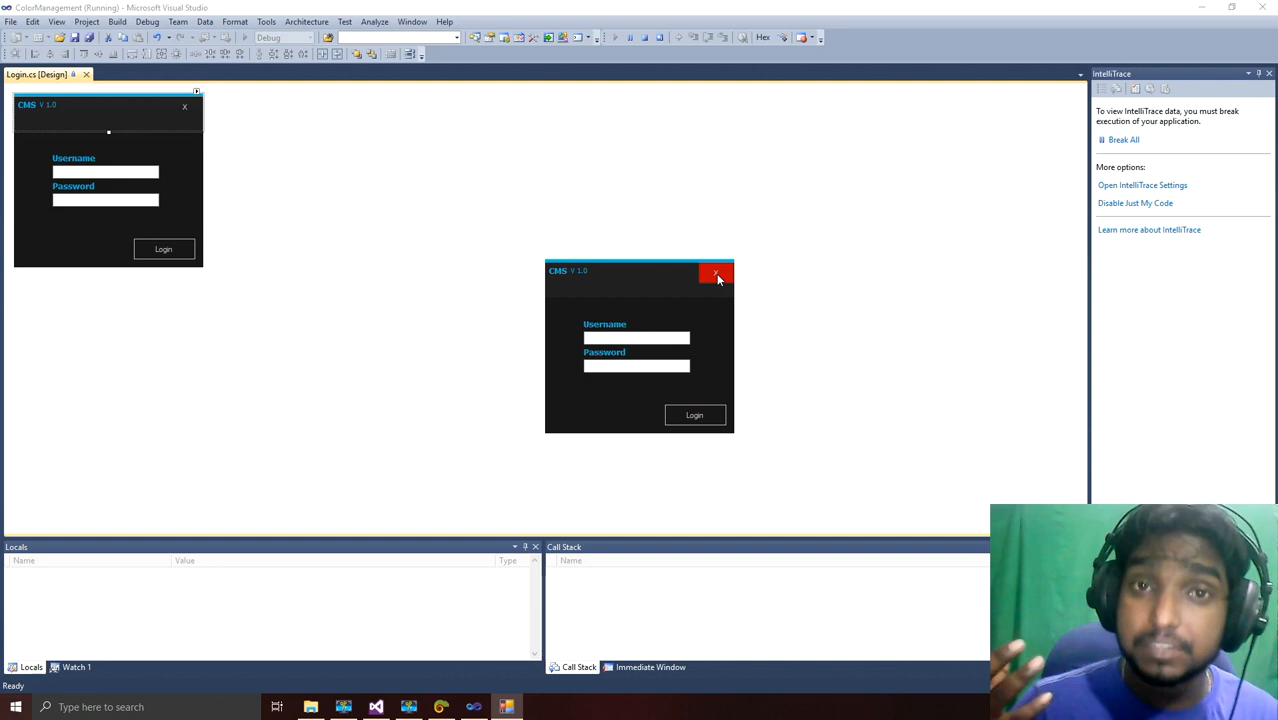 ColorManagement (Running) - Microsoft Visual Studio
File Edit View Project Build Debug Team Data Format Tools Architecture Test Analyze Window Help
Debug Hex
Login.cs [Design]
IntelliTrace
CMS V 1.0 X
Username
Password
Login
To view IntelliTrace data, you must break
execution of your application.
Break All
More options:
Open IntelliTrace Settings
Disable Just My Code
Learn more about IntelliTrace
CMS V 1.0 X
Username
Password
Login
Locals
Name Value Type
Call Stack
Name
Locals Watch 1
Call Stack Immediate Window
Ready
Type here to search